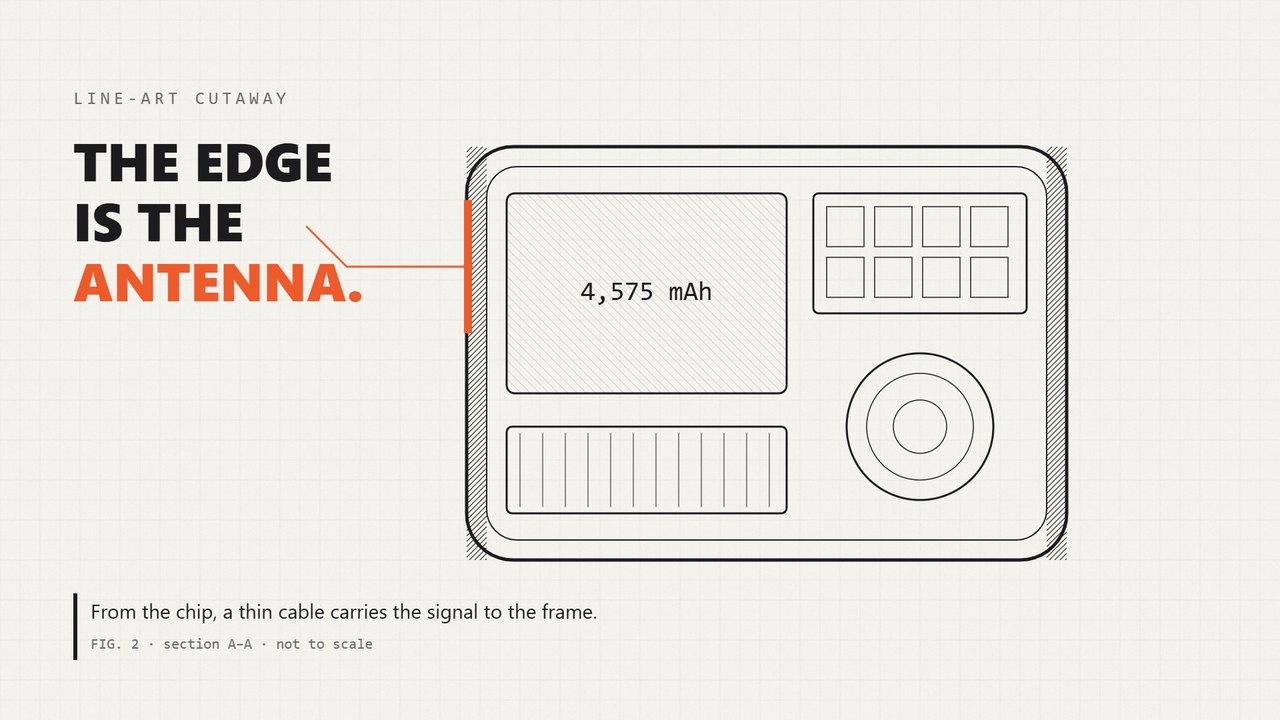 LINE-ART CUTAWAY
THE EDGE
IS THE
ANTENNA.
4,575 mAh
From the chip, a thin cable carries the signal to the frame.
FIG. 2 · section A–A · not to scale